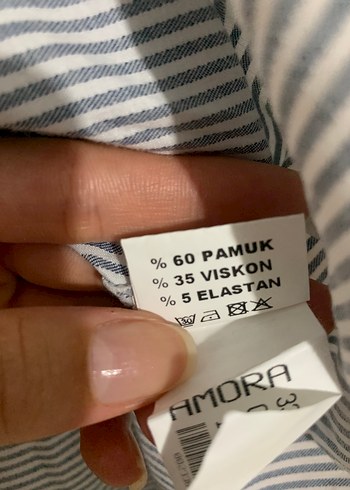 % 60 PAMUK
% 35 VISKON
% 5 ELASTAN
AMORA